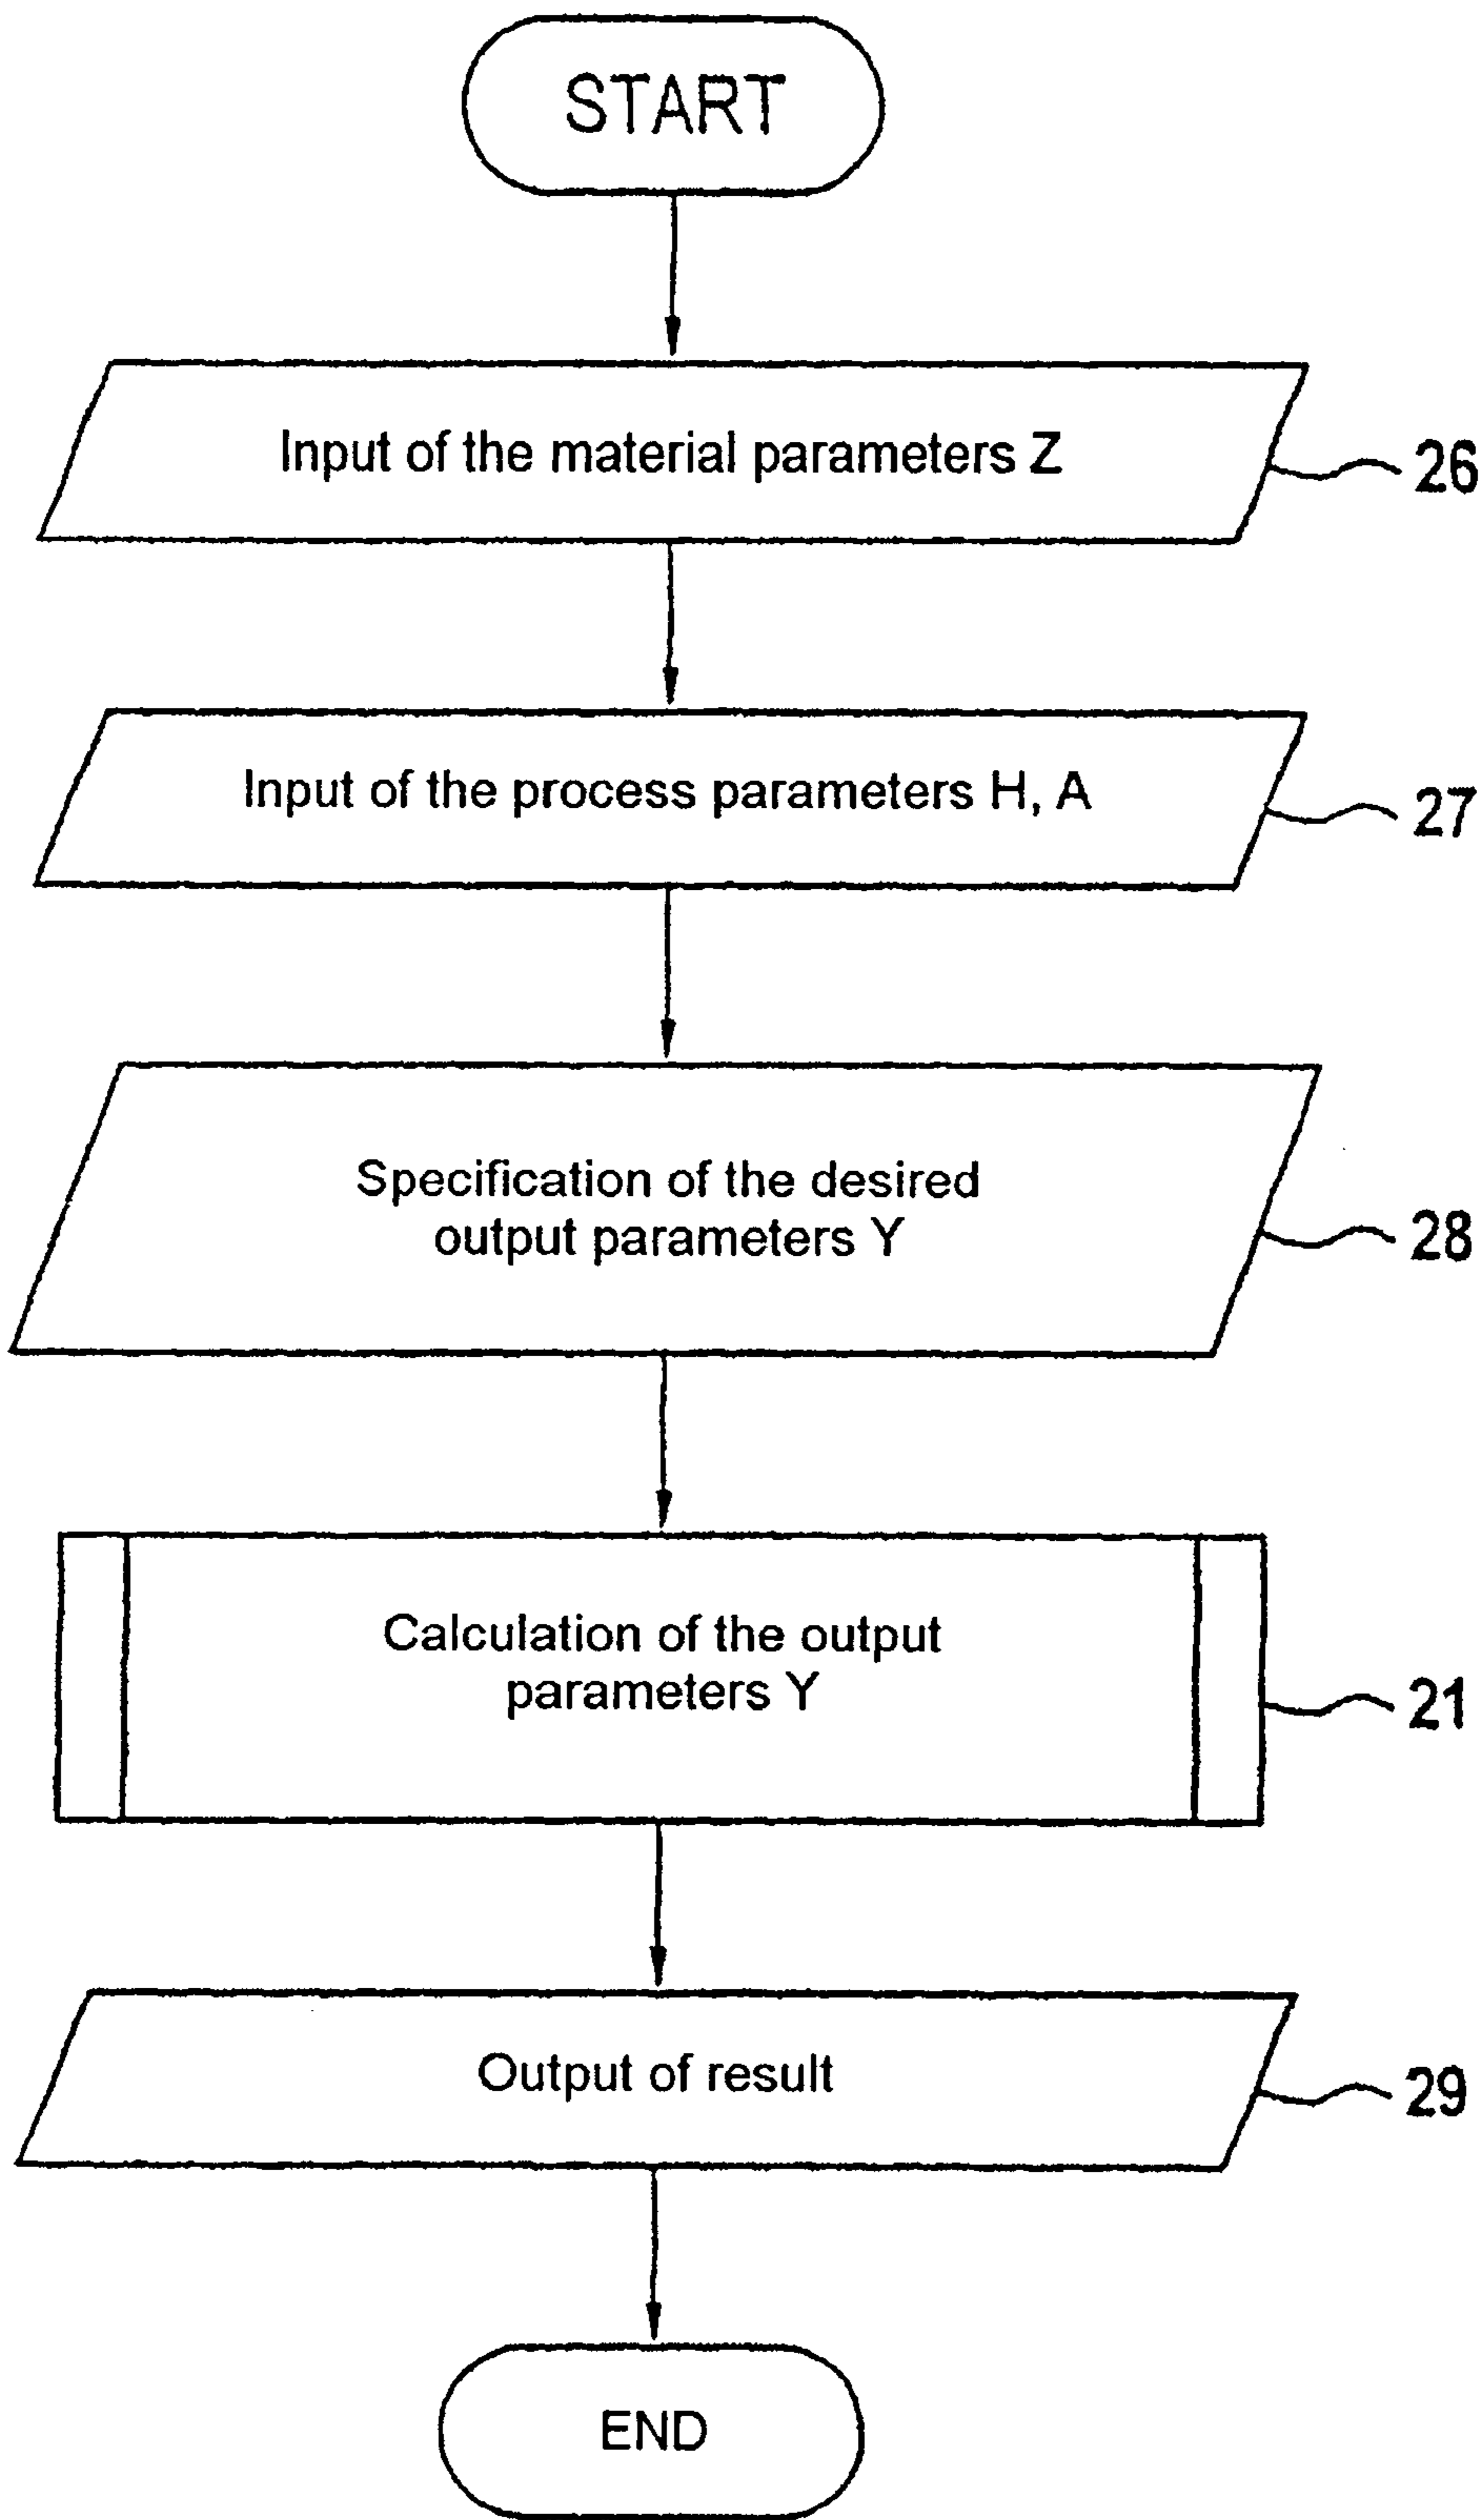 START
Input of the material parameters Z
26
Input of the process parameters H, A
27
Specification of the desired
output parameters Y
28
Calculation of the output
parameters Y
21
Output of result
29
END